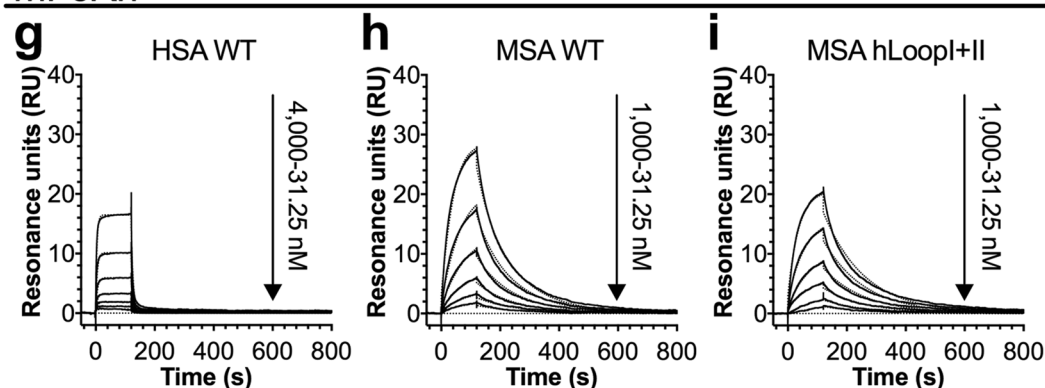 g
HSA WT
Resonance units (RU)
40
30
20
10
0
4,000-31.25 nM
0 200 400 600 800
Time (s)
h
MSA WT
Resonance units (RU)
40
30
20
10
0
1,000-31.25 nM
0 200 400 600 800
Time (s)
i
MSA hLoopI+II
Resonance units (RU)
40
30
20
10
0
1,000-31.25 nM
0 200 400 600 800
Time (s)